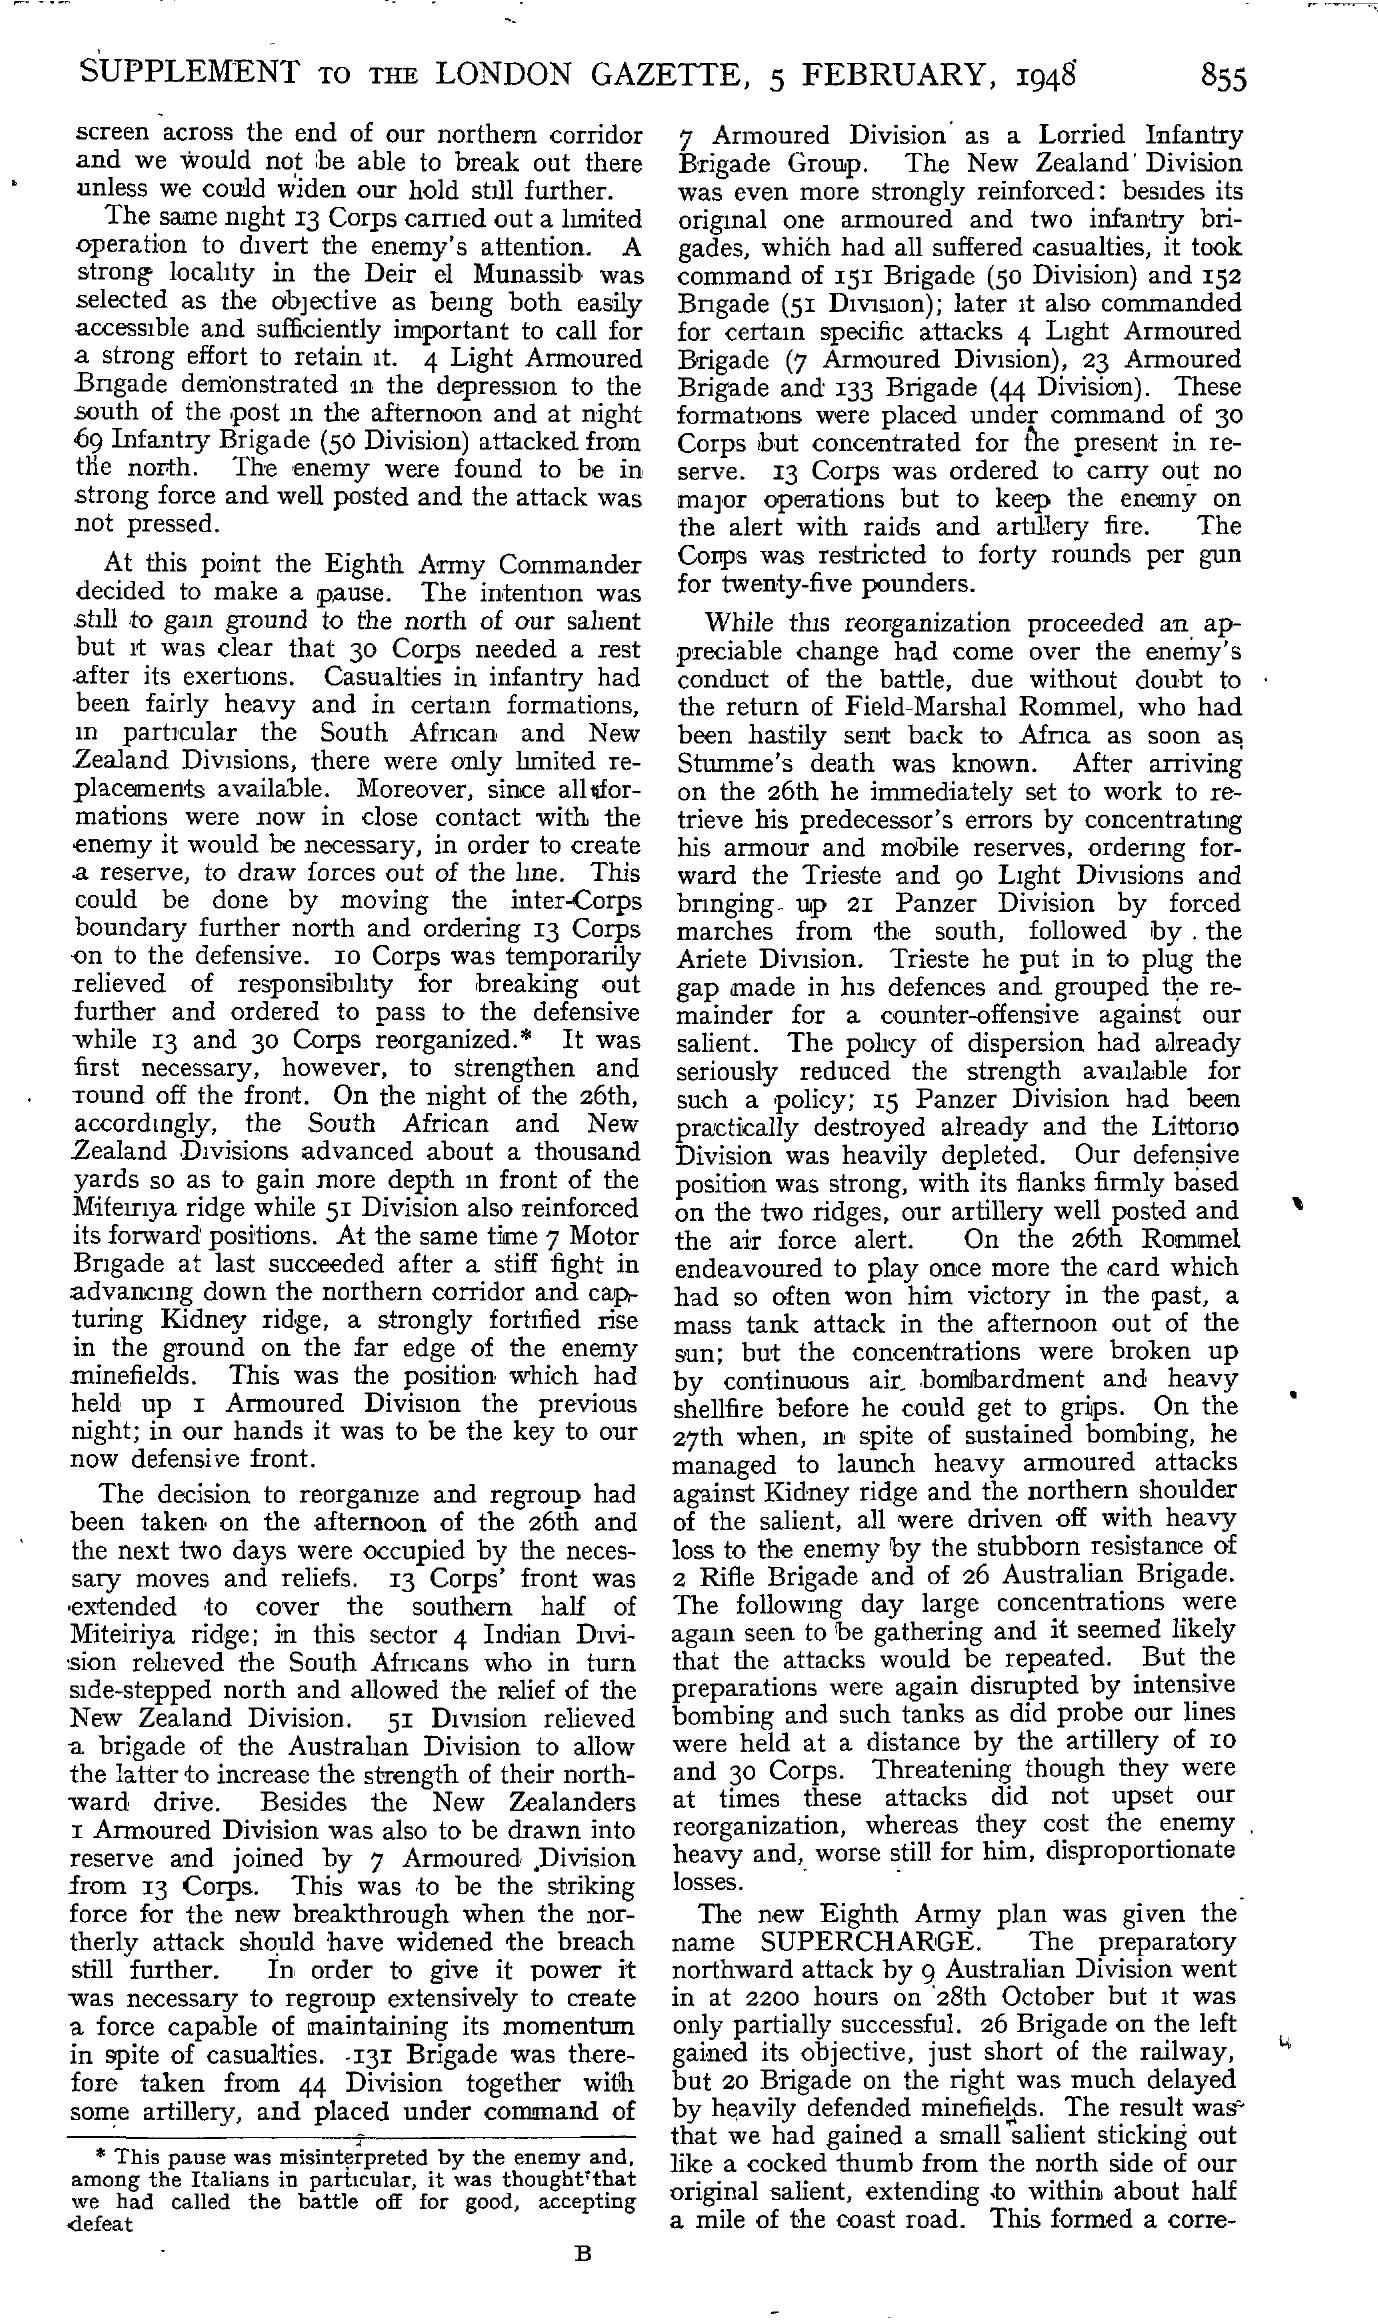 SUPPLEMENT TO THE LONDON GAZETTE, 5 FEBRUARY, 1948 855
screen across the end of our northern corridor
and we would not be able to break out there
unless we could widen our hold still further.
The same night 13 Corps carried out a limited
operation to divert the enemy's attention. A
strong locality in the Deir el Munassib was
selected as the objective as being both easily
accessible and sufficiently important to call for
a strong effort to retain it. 4 Light Armoured
Brigade demonstrated in the depression to the
south of the post in the afternoon and at night
69 Infantry Brigade (50 Division) attacked from
the north. The enemy were found to be in
strong force and well posted and the attack was
not pressed.
At this point the Eighth Army Commander
decided to make a pause. The intention was
still to gain ground to the north of our salient
but it was clear that 30 Corps needed a rest
after its exertions. Casualties in infantry had
been fairly heavy and in certain formations,
in particular the South African and New
Zealand Divisions, there were only limited re-
placements available. Moreover, since all for-
mations were now in close contact with the
enemy it would be necessary, in order to create
a reserve, to draw forces out of the line. This
could be done by moving the inter-Corps
boundary further north and ordering 13 Corps
on to the defensive. 10 Corps was temporarily
relieved of responsibility for breaking out
further and ordered to pass to the defensive
while 13 and 30 Corps reorganized.* It was
first necessary, however, to strengthen and
round off the front. On the night of the 26th,
accordingly, the South African and New
Zealand Divisions advanced about a thousand
yards so as to gain more depth in front of the
Miteiriya ridge while 51 Division also reinforced
its forward positions. At the same time 7 Motor
Brigade at last succeeded after a stiff fight in
advancing down the northern corridor and cap-
turing Kidney ridge, a strongly fortified rise
in the ground on the far edge of the enemy
minefields. This was the position which had
held up 1 Armoured Division the previous
night; in our hands it was to be the key to our
now defensive front.
The decision to reorganize and regroup had
been taken on the afternoon of the 26th and
the next two days were occupied by the neces-
sary moves and reliefs. 13 Corps' front was
extended to cover the southern half of
Miteiriya ridge; in this sector 4 Indian Divi-
sion relieved the South Africans who in turn
side-stepped north and allowed the relief of the
New Zealand Division. 51 Division relieved
a brigade of the Australian Division to allow
the latter to increase the strength of their north-
ward drive. Besides the New Zealanders
1 Armoured Division was also to be drawn into
reserve and joined by 7 Armoured Division
from 13 Corps. This was to be the striking
force for the new breakthrough when the nor-
therly attack should have widened the breach
still further. In order to give it power it
was necessary to regroup extensively to create
a force capable of maintaining its momentum
in spite of casualties. 131 Brigade was there-
fore taken from 44 Division together with
some artillery, and placed under command of
* This pause was misinterpreted by the enemy and,
among the Italians in particular, it was thought that
we had called the battle off for good, accepting
defeat
7 Armoured Division as a Lorried Infantry
Brigade Group. The New Zealand Division
was even more strongly reinforced: besides its
original one armoured and two infantry bri-
gades, which had all suffered casualties, it took
command of 151 Brigade (50 Division) and 152
Brigade (51 Division); later it also commanded
for certain specific attacks 4 Light Armoured
Brigade (7 Armoured Division), 23 Armoured
Brigade and 133 Brigade (44 Division). These
formations were placed under command of 30
Corps but concentrated for the present in re-
serve. 13 Corps was ordered to carry out no
major operations but to keep the enemy on
the alert with raids and artillery fire. The
Corps was restricted to forty rounds per gun
for twenty-five pounders.
While this reorganization proceeded an ap-
preciable change had come over the enemy's
conduct of the battle, due without doubt to
the return of Field-Marshal Rommel, who had
been hastily sent back to Africa as soon as
Stumme's death was known. After arriving
on the 26th he immediately set to work to re-
trieve his predecessor's errors by concentrating
his armour and mobile reserves, ordering for-
ward the Trieste and 90 Light Divisions and
bringing up 21 Panzer Division by forced
marches from the south, followed by the
Ariete Division. Trieste he put in to plug the
gap made in his defences and grouped the re-
mainder for a counter-offensive against our
salient. The policy of dispersion had already
seriously reduced the strength available for
such a policy; 15 Panzer Division had been
practically destroyed already and the Littorio
Division was heavily depleted. Our defensive
position was strong, with its flanks firmly based
on the two ridges, our artillery well posted and
the air force alert. On the 26th Rommel
endeavoured to play once more the card which
had so often won him victory in the past, a
mass tank attack in the afternoon out of the
sun; but the concentrations were broken up
by continuous air bombardment and heavy
shellfire before he could get to grips. On the
27th when, in spite of sustained bombing, he
managed to launch heavy armoured attacks
against Kidney ridge and the northern shoulder
of the salient, all were driven off with heavy
loss to the enemy by the stubborn resistance of
2 Rifle Brigade and of 26 Australian Brigade.
The following day large concentrations were
again seen to be gathering and it seemed likely
that the attacks would be repeated. But the
preparations were again disrupted by intensive
bombing and such tanks as did probe our lines
were held at a distance by the artillery of 10
and 30 Corps. Threatening though they were
at times these attacks did not upset our
reorganization, whereas they cost the enemy
heavy and, worse still for him, disproportionate
losses.
The new Eighth Army plan was given the
name SUPERCHARGE. The preparatory
northward attack by 9 Australian Division went
in at 2200 hours on 28th October but it was
only partially successful. 26 Brigade on the left
gained its objective, just short of the railway,
but 20 Brigade on the right was much delayed
by heavily defended minefields. The result was
that we had gained a small salient sticking out
like a cocked thumb from the north side of our
original salient, extending to within about half
a mile of the coast road. This formed a corre-
B